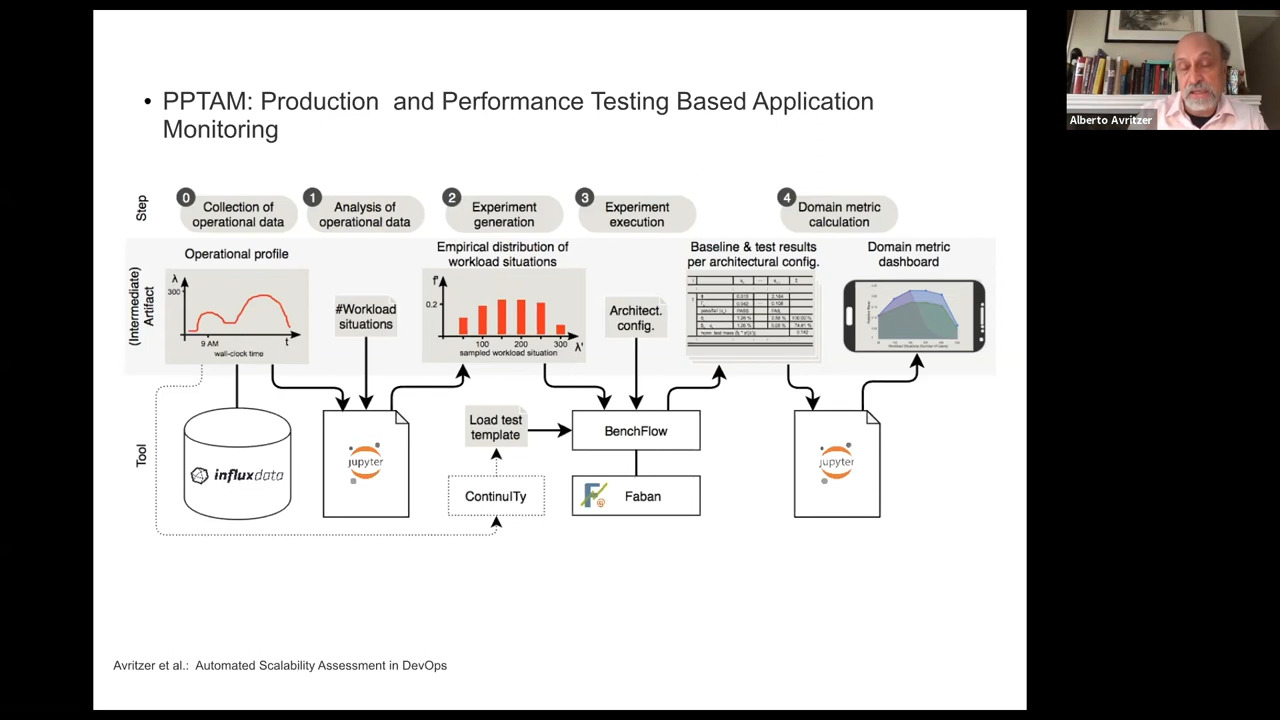 • PPTAM: Production and Performance Testing Based Application
Monitoring
Alberto Avritzer
Step
0
Collection of
operational data
1
Analysis of
operational data
2
Experiment
generation
3
Experiment
execution
4
Domain metric
calculation
(Intermediate)
Artifact
Operational profile
λ
300
9 AM
t
wall-clock time
#Workload
situations
Empirical distribution of
workload situations
f'
0.2
100 200 300
λ'
sampled workload situation
Architect.
config.
Baseline & test results
per architectural config.
Domain metric
dashboard
Tool
influxdata
jupyter
Load test
template
ContinuITy
BenchFlow
Faban
jupyter
Avritzer et al.: Automated Scalability Assessment in DevOps